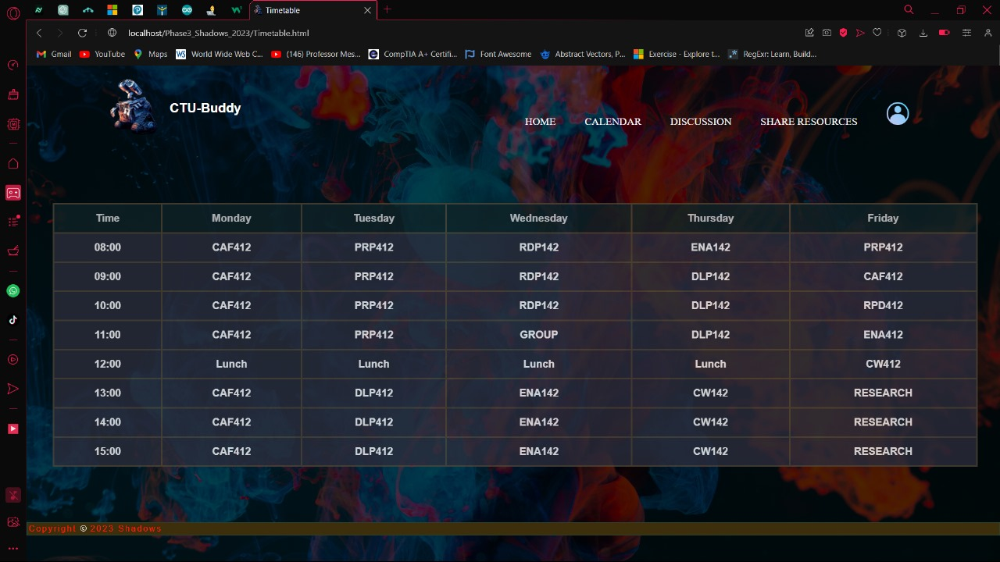 Timetable
localhost/Phase3_Shadows_2023/Timetable.html
Gmail YouTube Maps World Wide Web C... (146) Professor Mes... CompTIA A+ Certifi... Font Awesome Abstract Vectors, P... Exercise - Explore t... RegExr: Learn, Build...
CTU-Buddy
HOME CALENDAR DISCUSSION SHARE RESOURCES
Time Monday Tuesday Wednesday Thursday Friday
08:00 CAF412 PRP412 RDP142 ENA142 PRP412
09:00 CAF412 PRP412 RDP142 DLP142 CAF412
10:00 CAF412 PRP412 RDP142 DLP142 RPD412
11:00 CAF412 PRP412 GROUP DLP142 ENA412
12:00 Lunch Lunch Lunch Lunch CW412
13:00 CAF412 DLP412 ENA142 CW142 RESEARCH
14:00 CAF412 DLP412 ENA142 CW142 RESEARCH
15:00 CAF412 DLP412 ENA142 CW142 RESEARCH
Copyright © 2023 Shadows